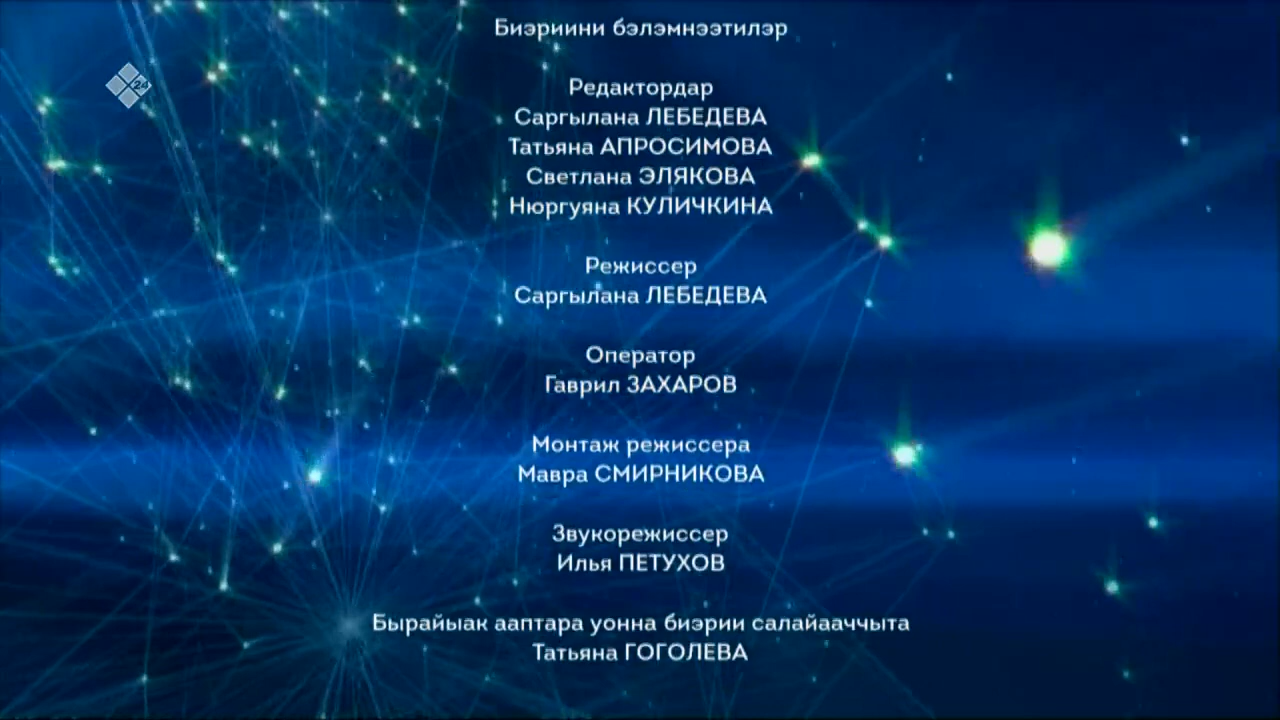 24
Биэриини бэлэмнээтилэр
Редактордар
Саргылана ЛЕБЕДЕВА
Татьяна АПРОСИМОВА
Светлана ЭЛЯКОВА
Нюргуяна КУЛИЧКИНА
Режиссер
Саргылана ЛЕБЕДЕВА
Оператор
Гаврил ЗАХАРОВ
Монтаж режиссера
Мавра СМИРНИКОВА
Звукорежиссер
Илья ПЕТУХОВ
Бырайыак ааптара уонна биэрии салайааччыта
Татьяна ГОГОЛЕВА